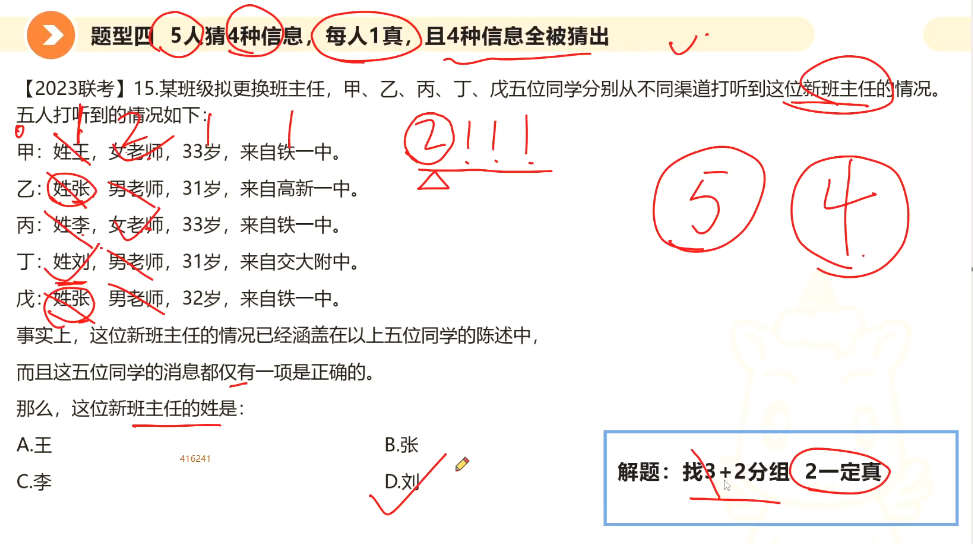 题型四 5人猜4种信息，每人1真，且4种信息全被猜出
【2023联考】15.某班级拟更换班主任，甲、乙、丙、丁、戊五位同学分别从不同渠道打听到这位新班主任的情况。
五人打听到的情况如下：
0 1 2 1 1
甲：姓王，女老师，33岁，来自铁一中。
② ! ! !
乙：姓张 男老师，31岁，来自高新一中。
丙：姓李，女老师，33岁，来自铁一中。
5 4
丁：姓刘，男老师，31岁，来自交大附中。
戊：姓张 男老师，32岁，来自铁一中。
事实上，这位新班主任的情况已经涵盖在以上五位同学的陈述中，
而且这五位同学的消息都仅有一项是正确的。
那么，这位新班主任的姓是：
A.王 B.张
416241
C.李 D.刘
解题：找3+2分组 2一定真